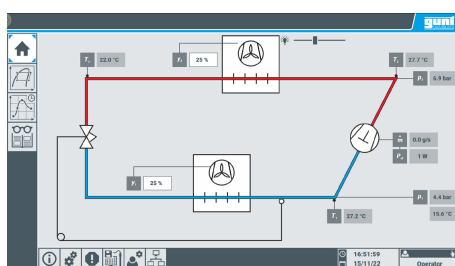 gunt
T
22.0 °C
y
25 %
T
27.7 °C
P
6.9 bar
ṁ
0.0 g/s
P
1 W
y
25 %
P
4.4 bar
15.6 °C
T
27.2 °C
16:51:59
15/11/22
Operator